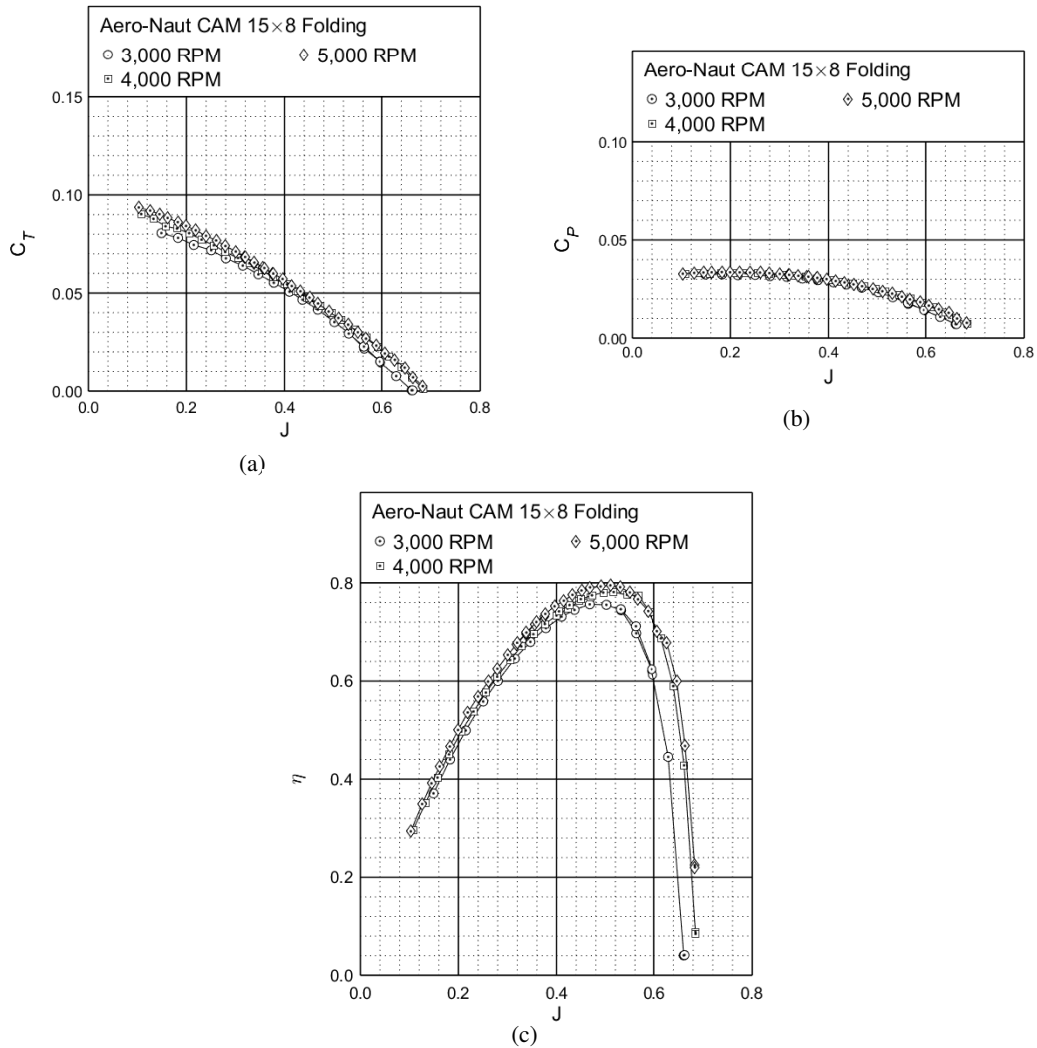 Aero-Naut CAM 15×8 Folding
3,000 RPM
5,000 RPM
4,000 RPM
0.15
0.10
0.05
0.00
C_T
0.0 0.2 0.4 0.6 0.8
J
(a)
Aero-Naut CAM 15×8 Folding
3,000 RPM
5,000 RPM
4,000 RPM
0.10
0.05
0.00
C_P
0.0 0.2 0.4 0.6 0.8
J
(b)
Aero-Naut CAM 15×8 Folding
3,000 RPM
5,000 RPM
4,000 RPM
0.8
0.6
0.4
0.2
0.0
η
0.0 0.2 0.4 0.6 0.8
J
(c)